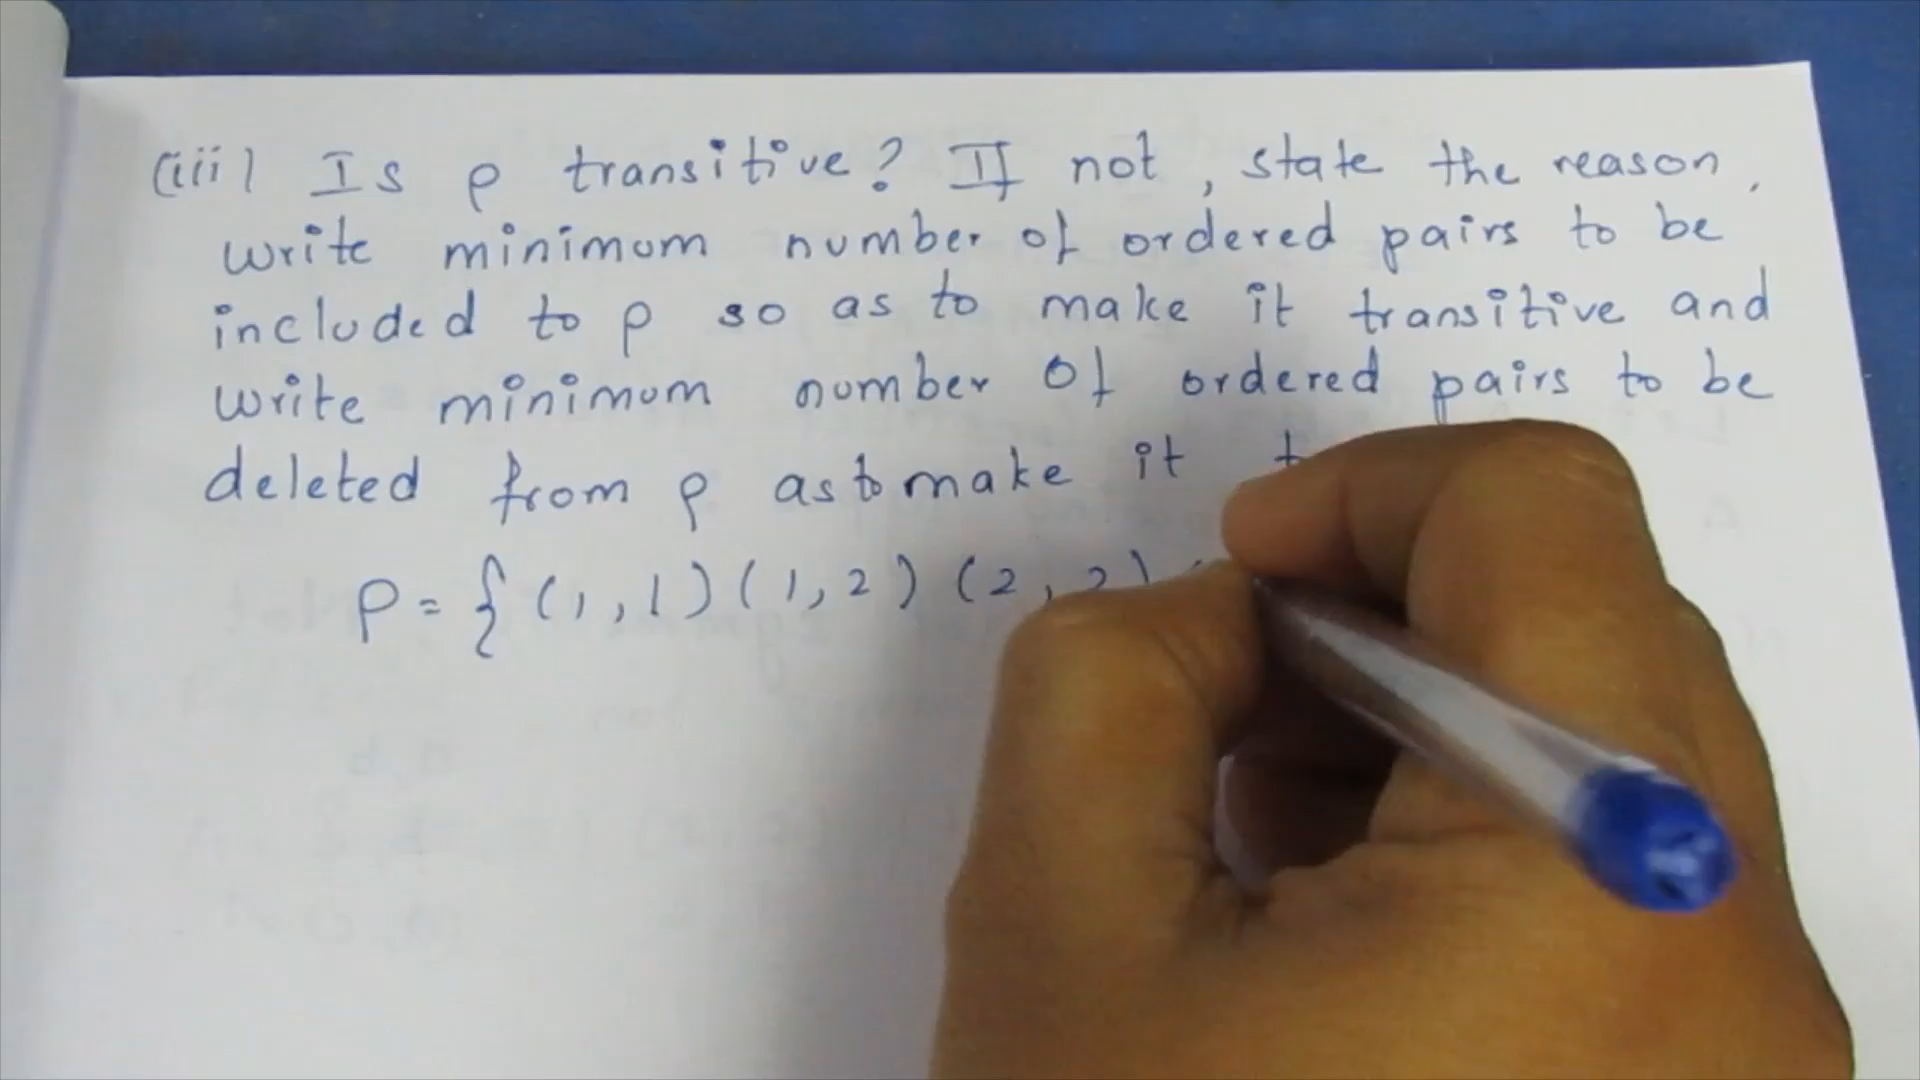 (iii) Is ρ transitive? If not, state the reason,
write minimum number of ordered pairs to be
included to ρ so as to make it transitive and
write minimum number of ordered pairs to be
deleted from ρ as to make it
ρ = { (1,1) (1,2) (2,2)